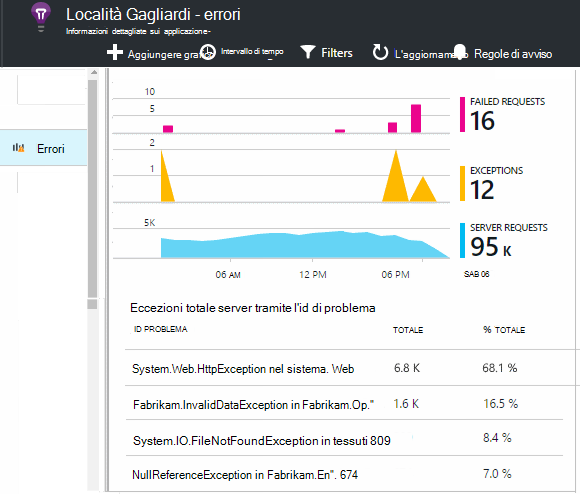 Località Gagliardi - errori
Informazioni dettagliate sui applicazione-
Aggiungere grafi Intervallo di tempo Filters L'aggiornamento Regole di avviso
Errori
10
5
FAILED REQUESTS
16
2
1
EXCEPTIONS
12
5K
SERVER REQUESTS
95 K
06 AM 12 PM 06 PM SAB 06
Eccezioni totale server tramite l'id di problema
ID PROBLEMA TOTALE % TOTALE
System.Web.HttpException nel sistema. Web 6.8 K 68.1 %
Fabrikam.InvalidDataException in Fabrikam.Op." 1.6 K 16.5 %
System.IO.FileNotFoundException in tessuti 809 8.4 %
NullReferenceException in Fabrikam.En". 674 7.0 %